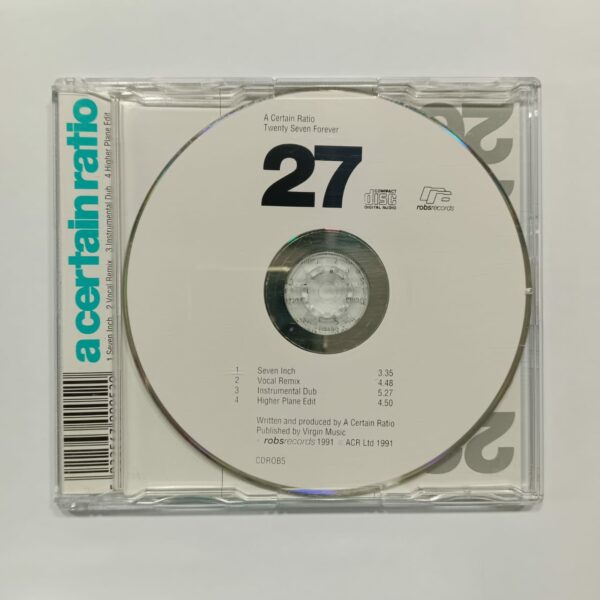 a certain ratio
1 Seven Inch 2 Vocal Remix 3 Instrumental Dub 4 Higher Plane Edit
A Certain Ratio
Twenty Seven Forever
27
COMPACT
disc
DIGITAL AUDIO
robsrecords
1 Seven Inch 3.35
2 Vocal Remix 4.48
3 Instrumental Dub 5.27
4 Higher Plane Edit 4.50
Written and produced by A Certain Ratio
Published by Virgin Music
robsrecords 1991 © ACR Ltd 1991
CDROB5